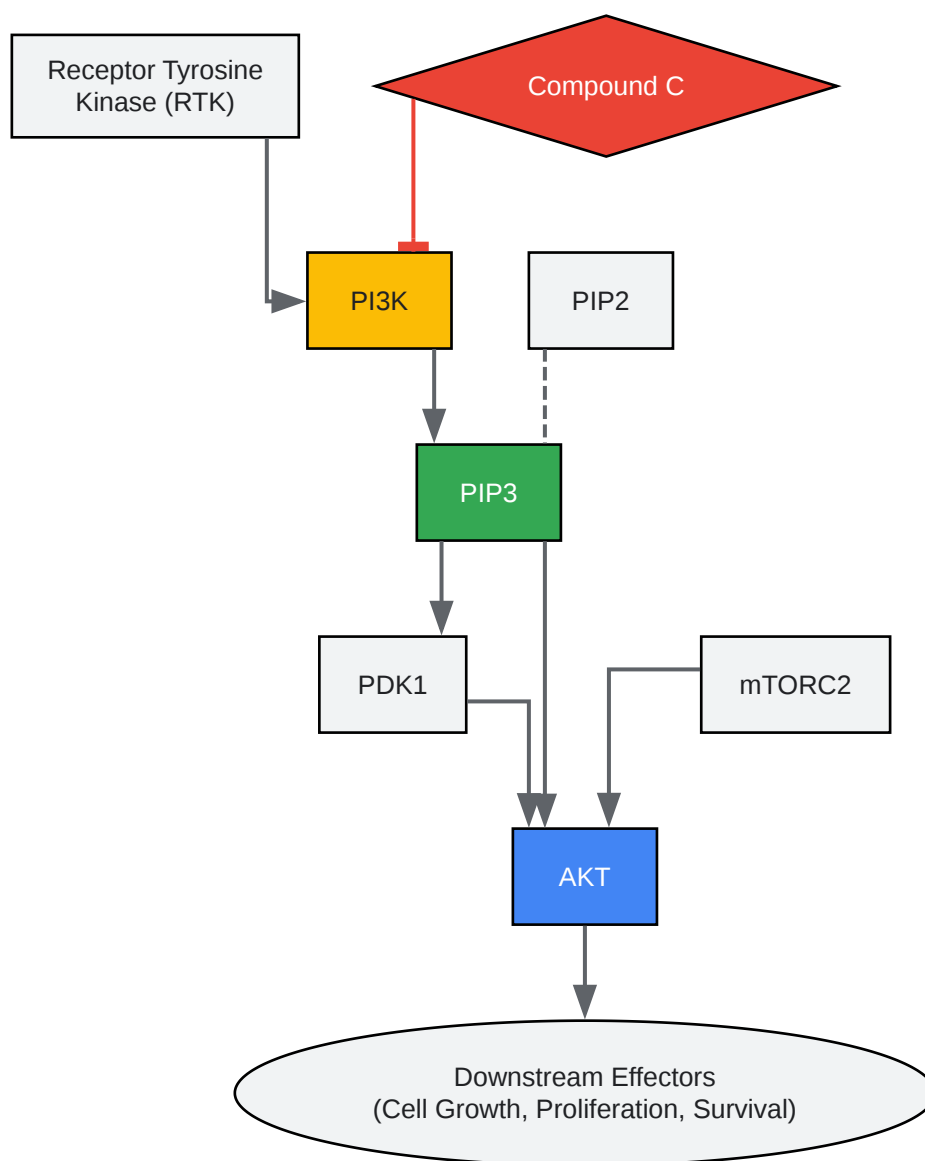 Receptor Tyrosine
Kinase (RTK)
Compound C
PI3K
PIP2
PIP3
PDK1
mTORC2
AKT
Downstream Effectors
(Cell Growth, Proliferation, Survival)